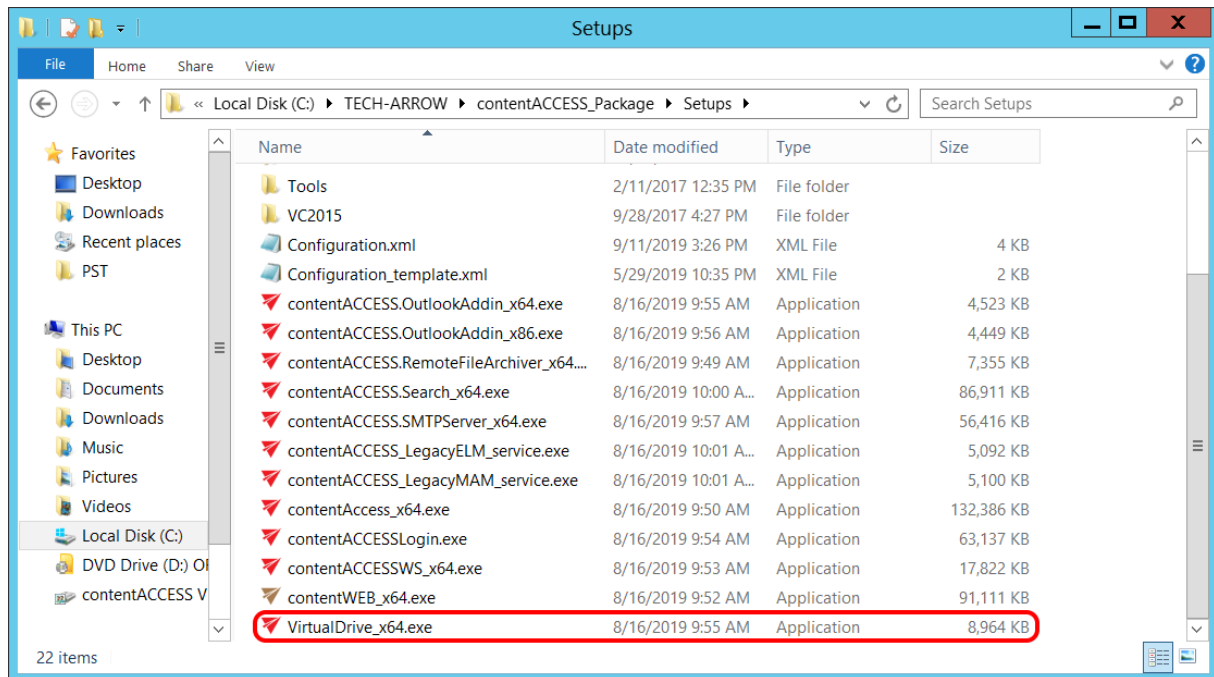 Setups
File Home Share View
« Local Disk (C:) TECH-ARROW contentACCESS_Package Setups Search Setups
Favorites
Desktop
Downloads
Recent places
PST
This PC
Desktop
Documents
Downloads
Music
Pictures
Videos
Local Disk (C:)
DVD Drive (D:) OF
contentACCESS V
Name Date modified Type Size
Tools 2/11/2017 12:35 PM File folder
VC2015 9/28/2017 4:27 PM File folder
Configuration.xml 9/11/2019 3:26 PM XML File 4 KB
Configuration_template.xml 5/29/2019 10:35 PM XML File 2 KB
contentACCESS.OutlookAddin_x64.exe 8/16/2019 9:55 AM Application 4,523 KB
contentACCESS.OutlookAddin_x86.exe 8/16/2019 9:56 AM Application 4,449 KB
contentACCESS.RemoteFileArchiver_x64.... 8/16/2019 9:49 AM Application 7,355 KB
contentACCESS.Search_x64.exe 8/16/2019 10:00 A... Application 86,911 KB
contentACCESS.SMTPServer_x64.exe 8/16/2019 9:57 AM Application 56,416 KB
contentACCESS_LegacyELM_service.exe 8/16/2019 10:01 A... Application 5,092 KB
contentACCESS_LegacyMAM_service.exe 8/16/2019 10:01 A... Application 5,100 KB
contentAccess_x64.exe 8/16/2019 9:50 AM Application 132,386 KB
contentACCESSLogin.exe 8/16/2019 9:54 AM Application 63,137 KB
contentACCESSWS_x64.exe 8/16/2019 9:53 AM Application 17,822 KB
contentWEB_x64.exe 8/16/2019 9:52 AM Application 91,111 KB
VirtualDrive_x64.exe 8/16/2019 9:55 AM Application 8,964 KB
22 items